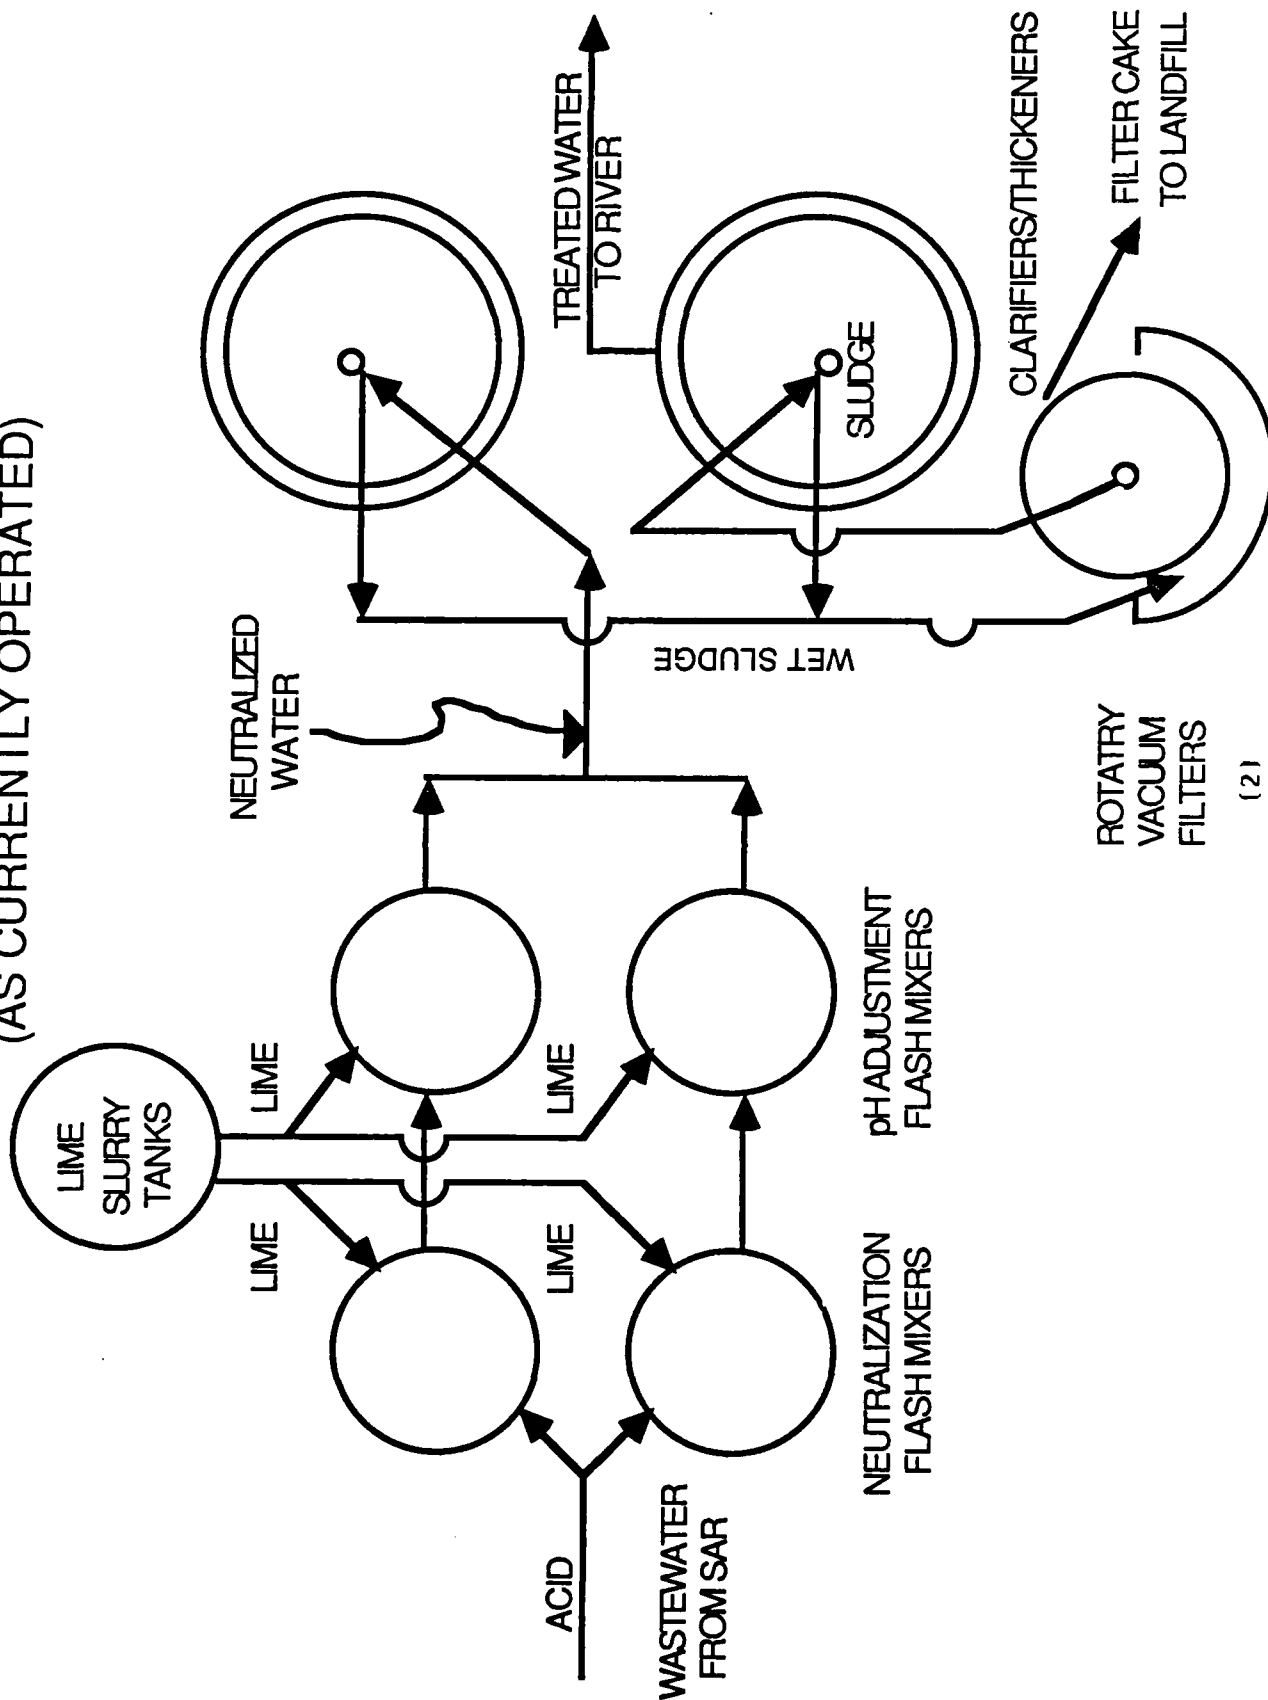 (AS CURRENTLY OPERATED)
LIME
SLURRY
TANKS
LIME
LIME
LIME
LIME
NEUTRALIZED
WATER
ACID
WASTEWATER
FROM SAR
NEUTRALIZATION
FLASH MIXERS
pH ADJUSTMENT
FLASH MIXERS
WET SLUDGE
TREATED WATER
TO RIVER
SLUDGE
CLARIFIERS/THICKENERS
ROTATRY
VACUUM
FILTERS
(2)
FILTER CAKE
TO LANDFILL